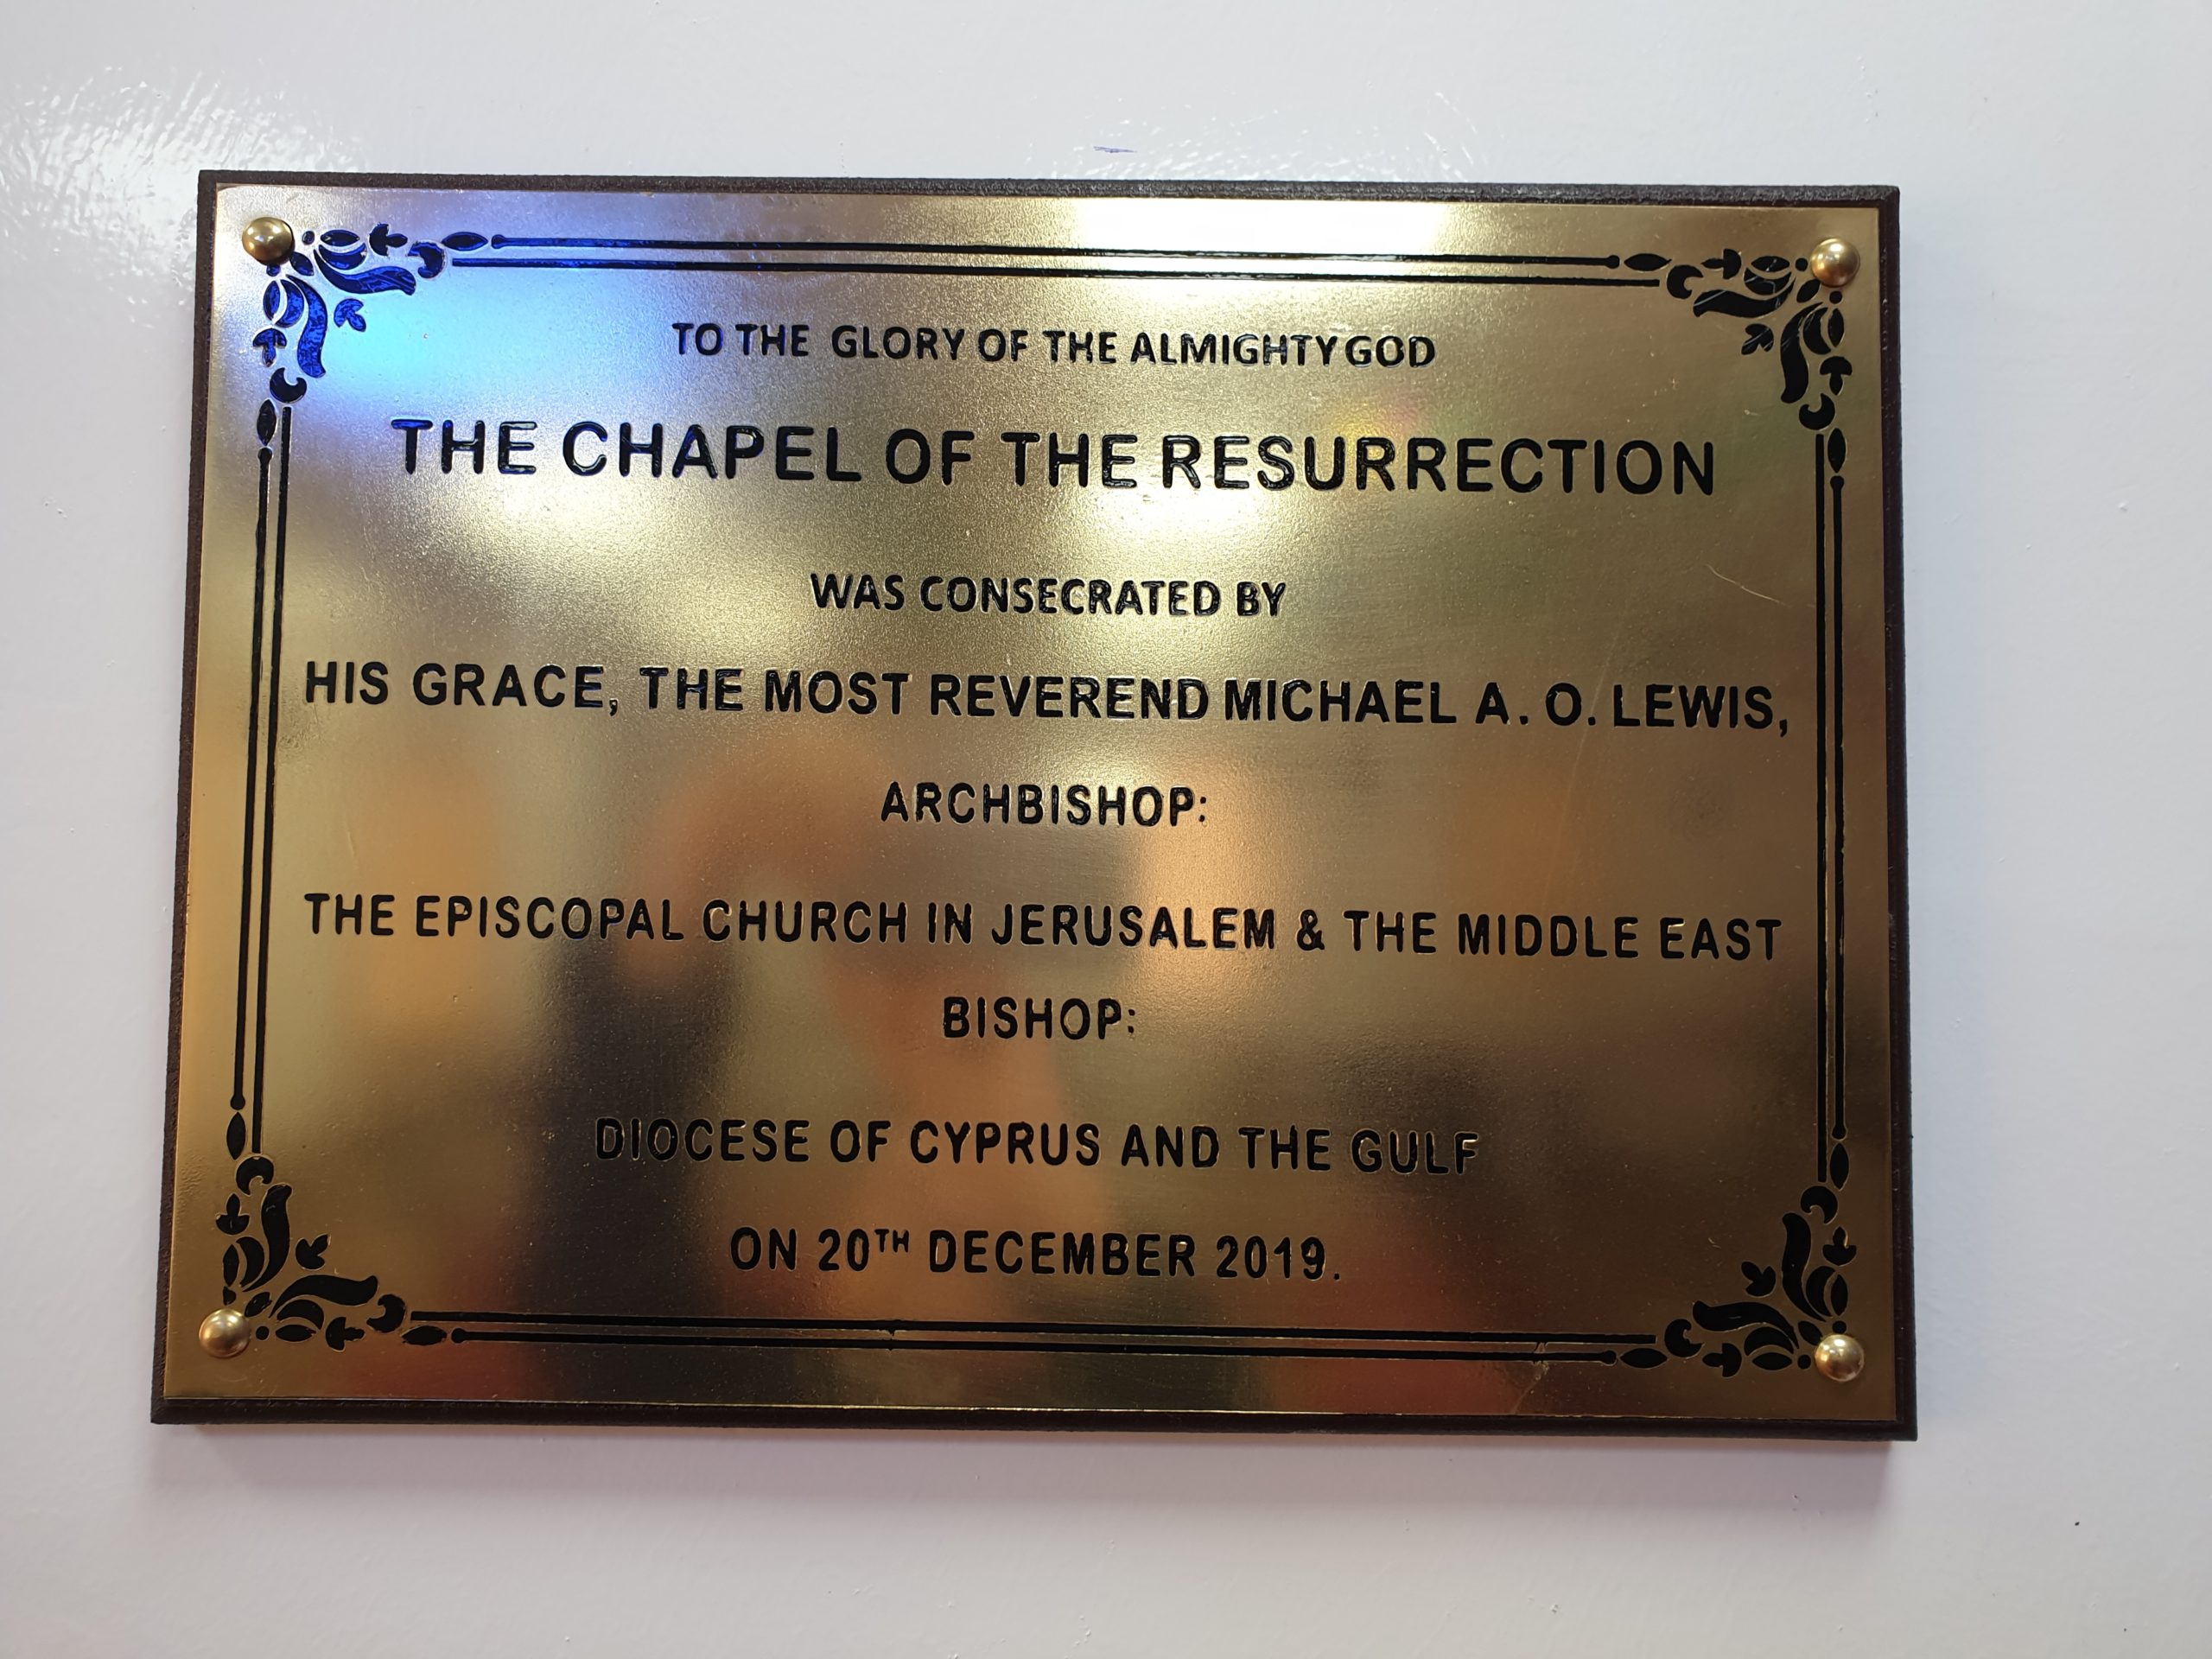 TO THE GLORY OF THE ALMIGHTY GOD
THE CHAPEL OF THE RESURRECTION
WAS CONSECRATED BY
HIS GRACE, THE MOST REVEREND MICHAEL A. O. LEWIS,
ARCHBISHOP:
THE EPISCOPAL CHURCH IN JERUSALEM & THE MIDDLE EAST
BISHOP:
DIOCESE OF CYPRUS AND THE GULF
ON 20TH DECEMBER 2019.